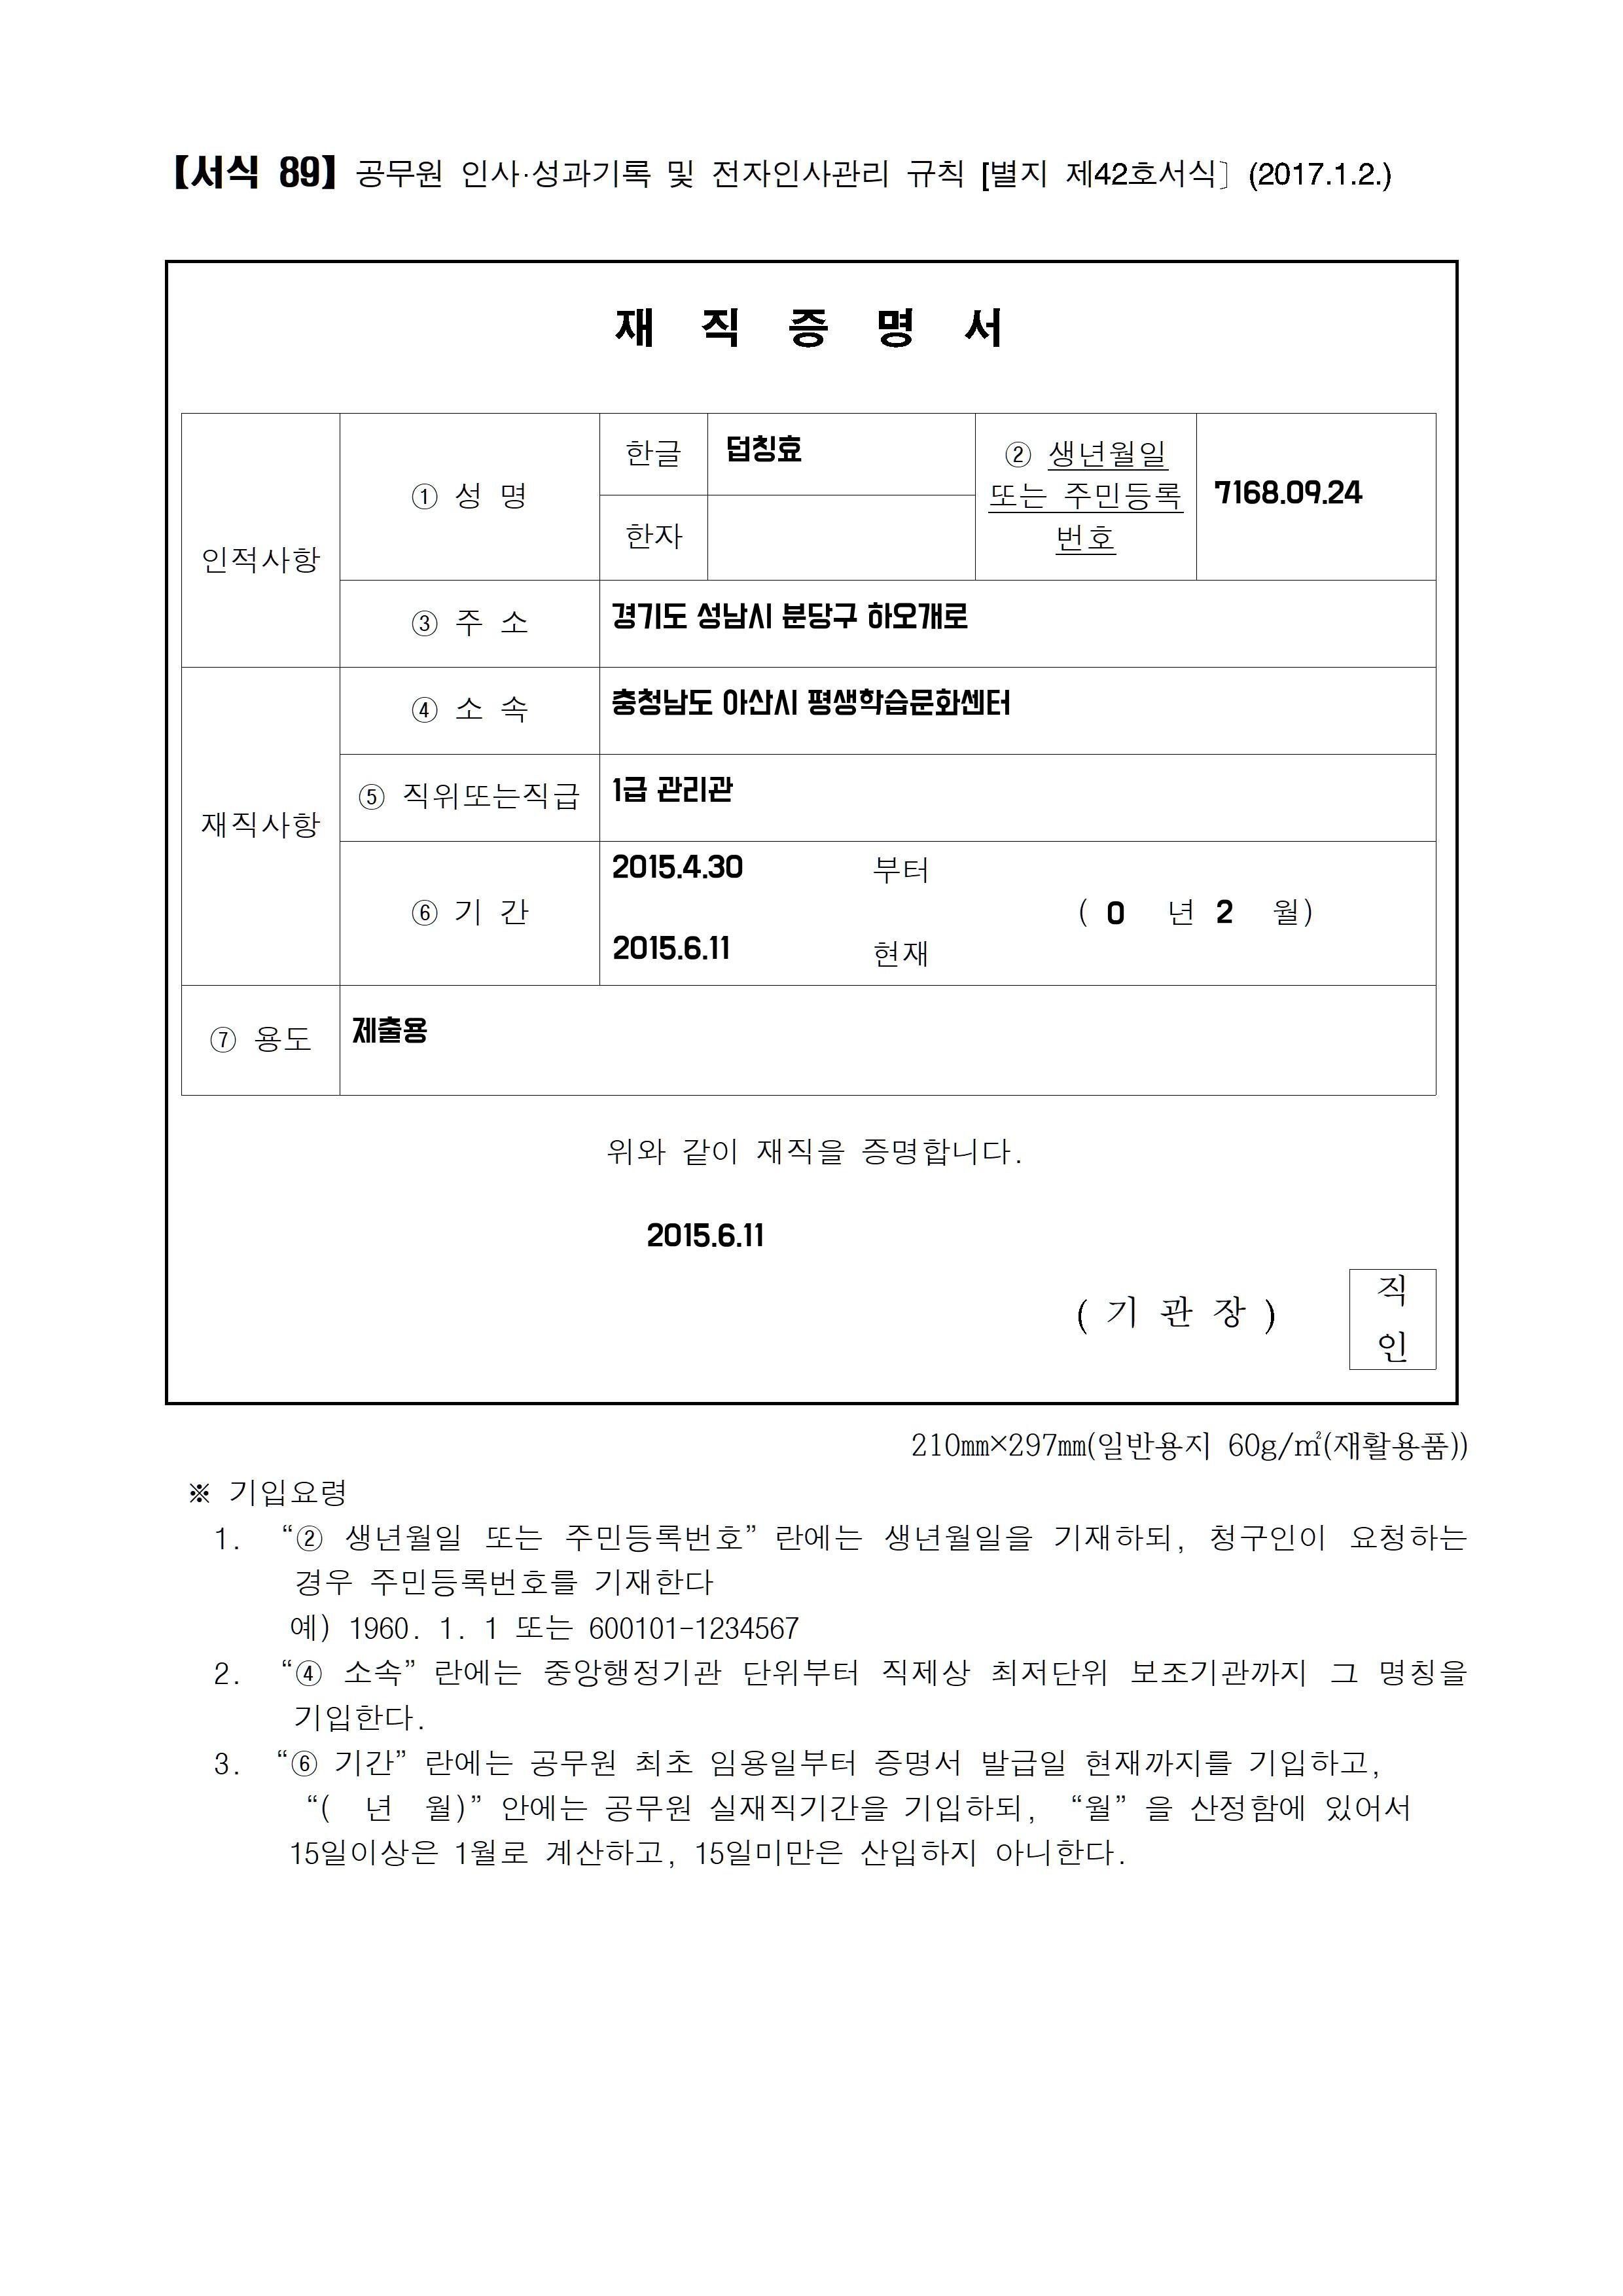 【서식 89】 공무원 인사·성과기록 및 전자인사관리 규칙 [별지 제42호서식] (2017.1.2.)
재 직 증 명 서
인적사항
① 성 명
한글
덥칭효
한자
② 생년월일
또는 주민등록
번호
7168.09.24
③ 주 소
경기도 성남시 분당구 하오개로
재직사항
④ 소 속
충청남도 아산시 평생학습문화센터
⑤ 직위또는직급
1급 관리관
⑥ 기 간
2015.4.30 부터
2015.6.11 현재
( 0 년 2 월)
⑦ 용도
제출용
위와 같이 재직을 증명합니다.
2015.6.11
( 기 관 장 )
직
인
210㎜×297㎜(일반용지 60g/㎡(재활용품))
※ 기입요령
1. “② 생년월일 또는 주민등록번호” 란에는 생년월일을 기재하되, 청구인이 요청하는
경우 주민등록번호를 기재한다
예) 1960. 1. 1 또는 600101-1234567
2. “④ 소속” 란에는 중앙행정기관 단위부터 직제상 최저단위 보조기관까지 그 명칭을
기입한다.
3. “⑥ 기간” 란에는 공무원 최초 임용일부터 증명서 발급일 현재까지를 기입하고,
“( 년 월)” 안에는 공무원 실재직기간을 기입하되, “월” 을 산정함에 있어서
15일이상은 1월로 계산하고, 15일미만은 산입하지 아니한다.